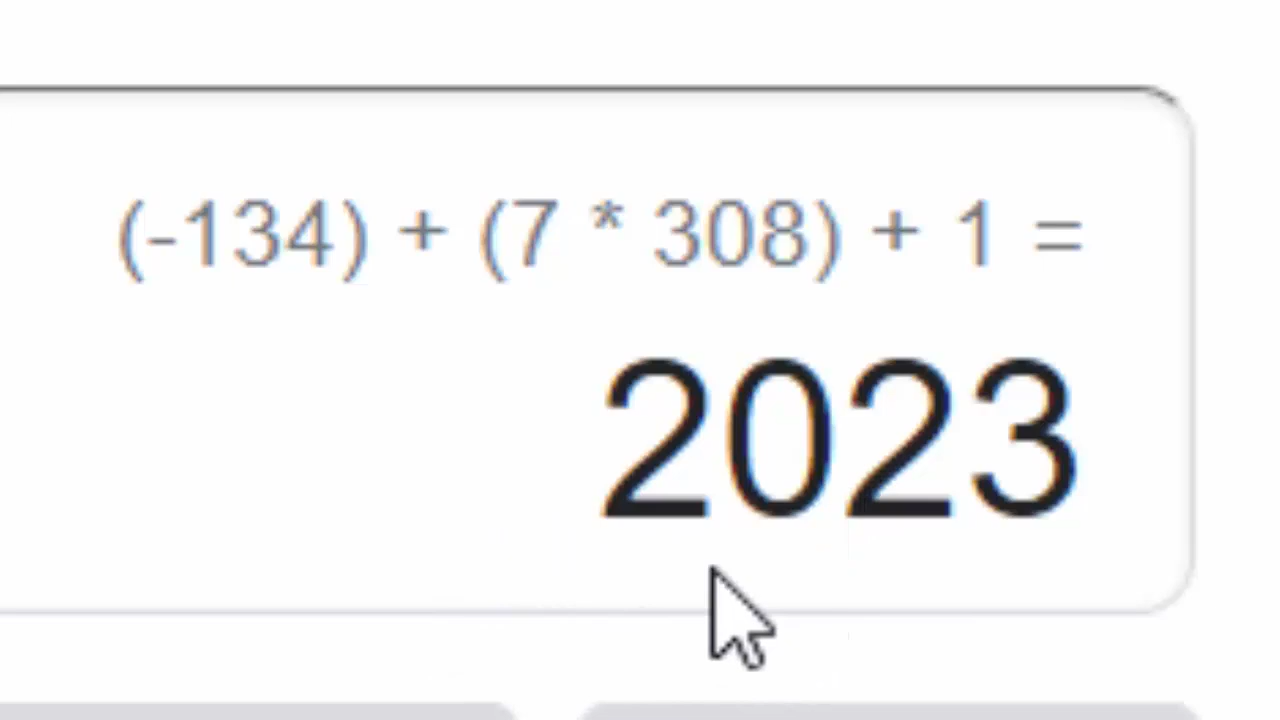 (-134) + (7 * 308) + 1 =
2023